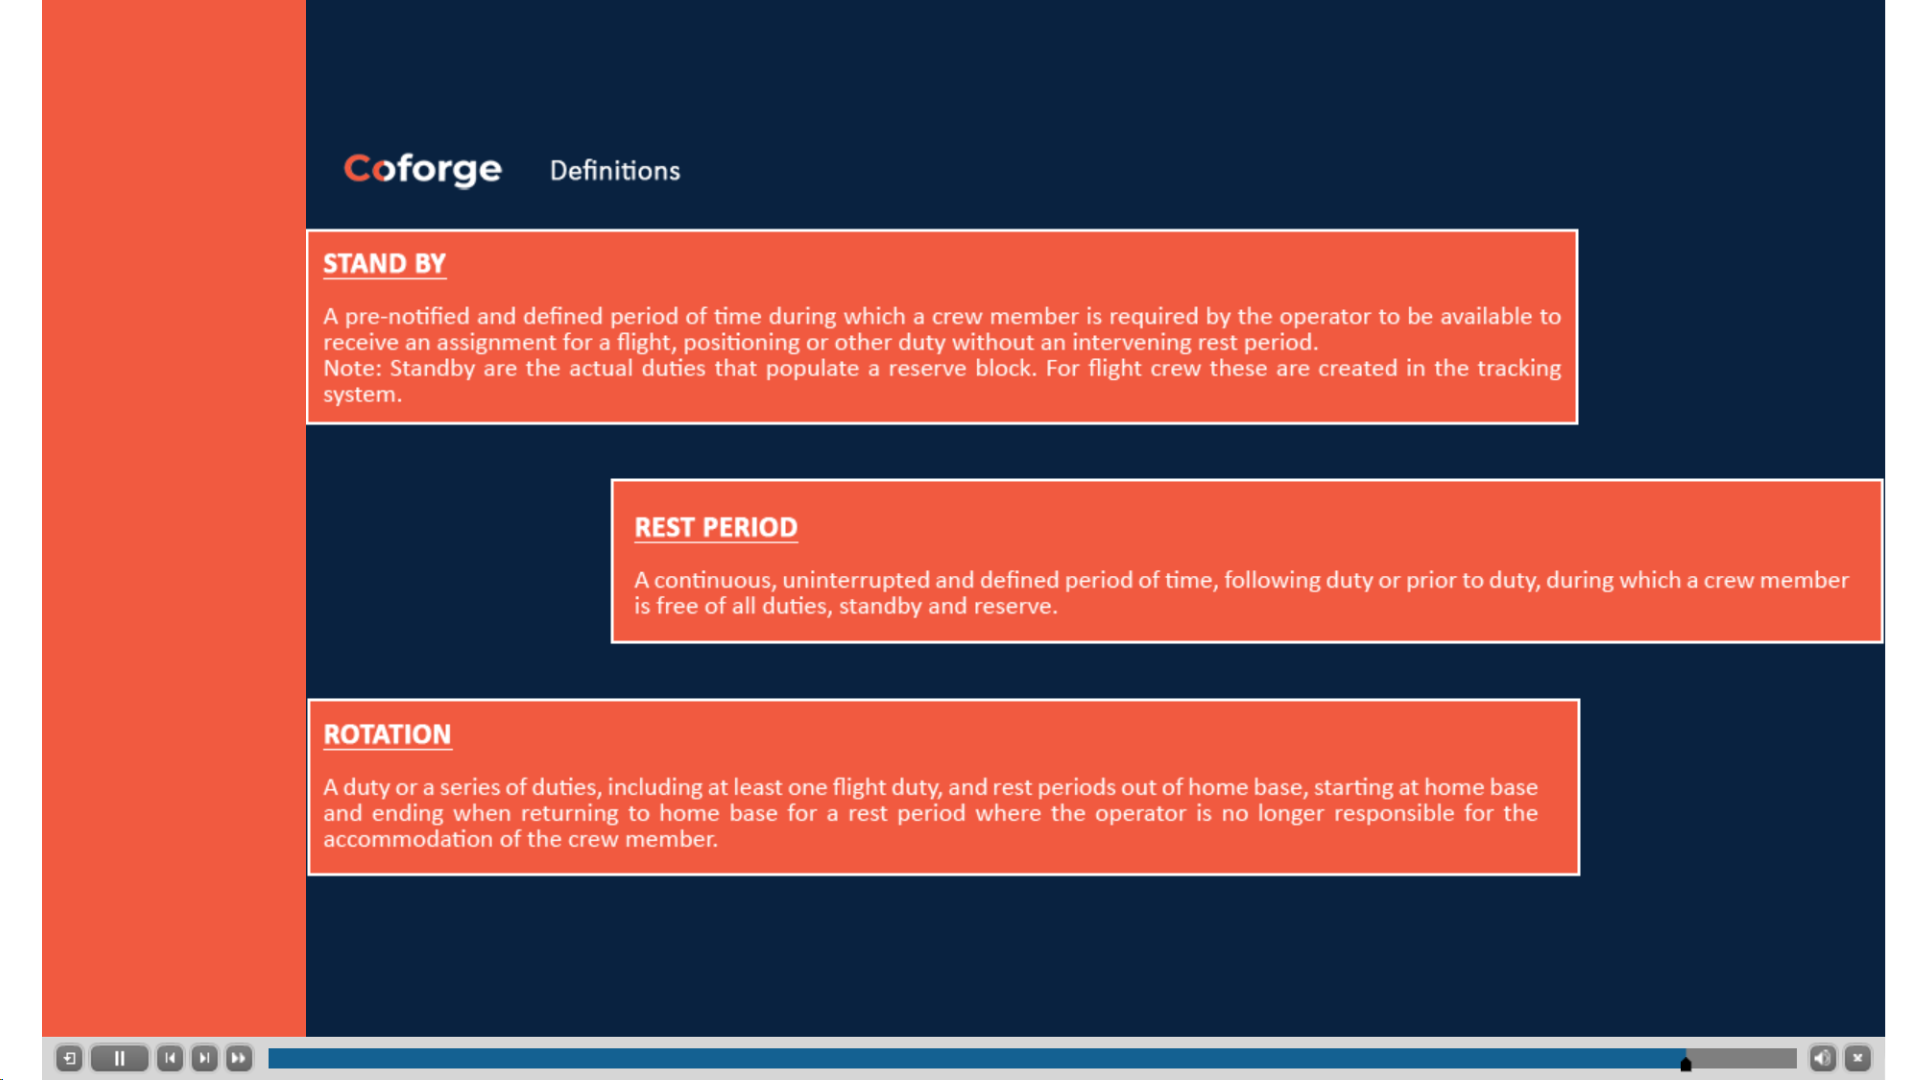 Coforge Definitions
STAND BY
A pre-notified and defined period of time during which a crew member is required by the operator to be available to
receive an assignment for a flight, positioning or other duty without an intervening rest period.
Note: Standby are the actual duties that populate a reserve block. For flight crew these are created in the tracking
system.
REST PERIOD
A continuous, uninterrupted and defined period of time, following duty or prior to duty, during which a crew member
is free of all duties, standby and reserve.
ROTATION
A duty or a series of duties, including at least one flight duty, and rest periods out of home base, starting at home base
and ending when returning to home base for a rest period where the operator is no longer responsible for the
accommodation of the crew member.